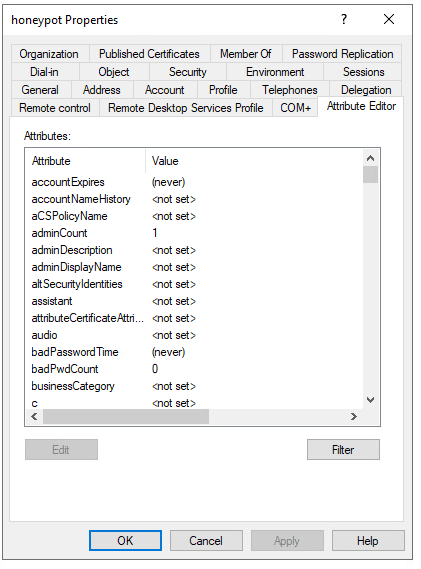 honeypot Properties ? ×
Organization Published Certificates Member Of Password Replication
Dial-in Object Security Environment Sessions
General Address Account Profile Telephones Delegation
Remote control Remote Desktop Services Profile COM+ Attribute Editor
Attributes:
Attribute Value
accountExpires (never)
accountNameHistory <not set>
aCSPolicyName <not set>
adminCount 1
adminDescription <not set>
adminDisplayName <not set>
altSecurityIdentities <not set>
assistant <not set>
attributeCertificateAttri... <not set>
audio <not set>
badPasswordTime (never)
badPwdCount 0
businessCategory <not set>
c <not set>
Edit Filter
OK Cancel Apply Help